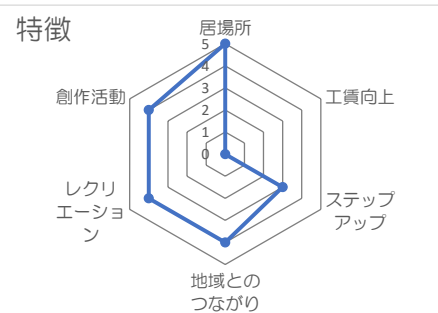 特徴
居場所
5
4
3
2
1
0
工賃向上
ステップ
アップ
地域との
つながり
レクリ
エーショ
ン
創作活動